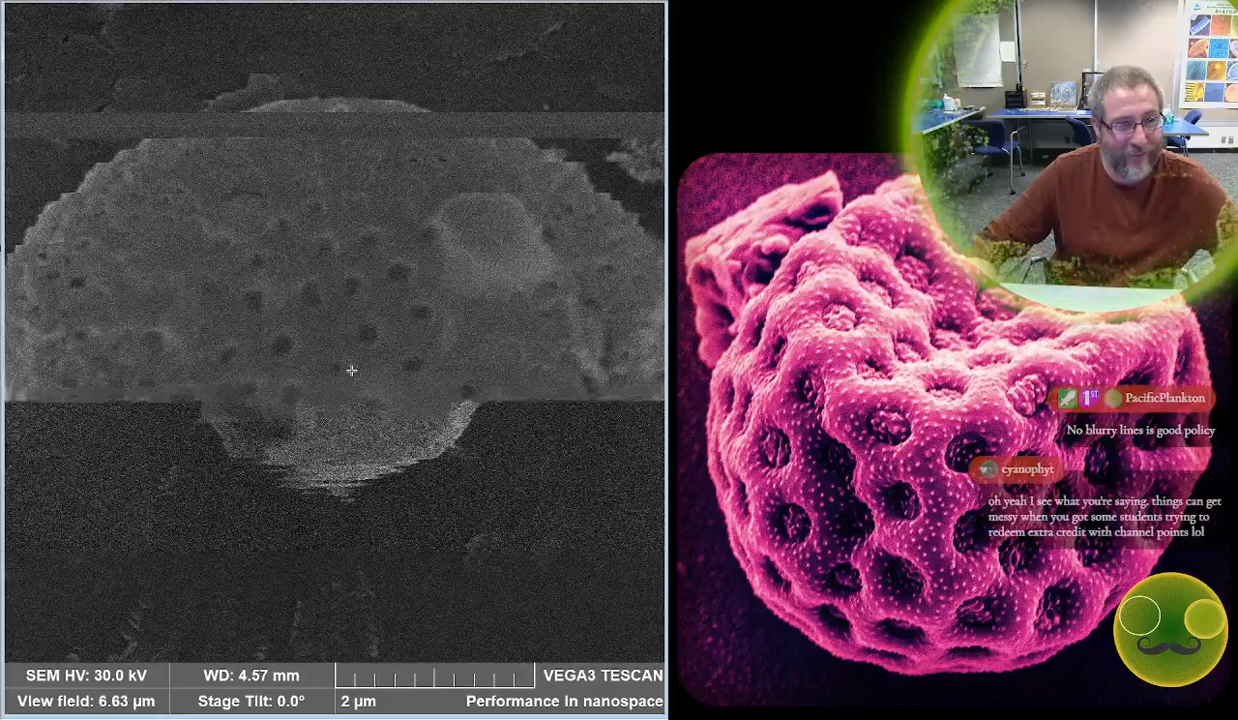 SEM HV: 30.0 kV
WD: 4.57 mm
VEGA3 TESCAN
View field: 6.63 µm
Stage Tilt: 0.0°
2 µm
Performance in nanospace
1ST
PacificPlankton
No blurry lines is good policy
cyanophyt
oh yeah I see what you're saying. things can get
messy when you got some students trying to
redeem extra credit with channel points lol